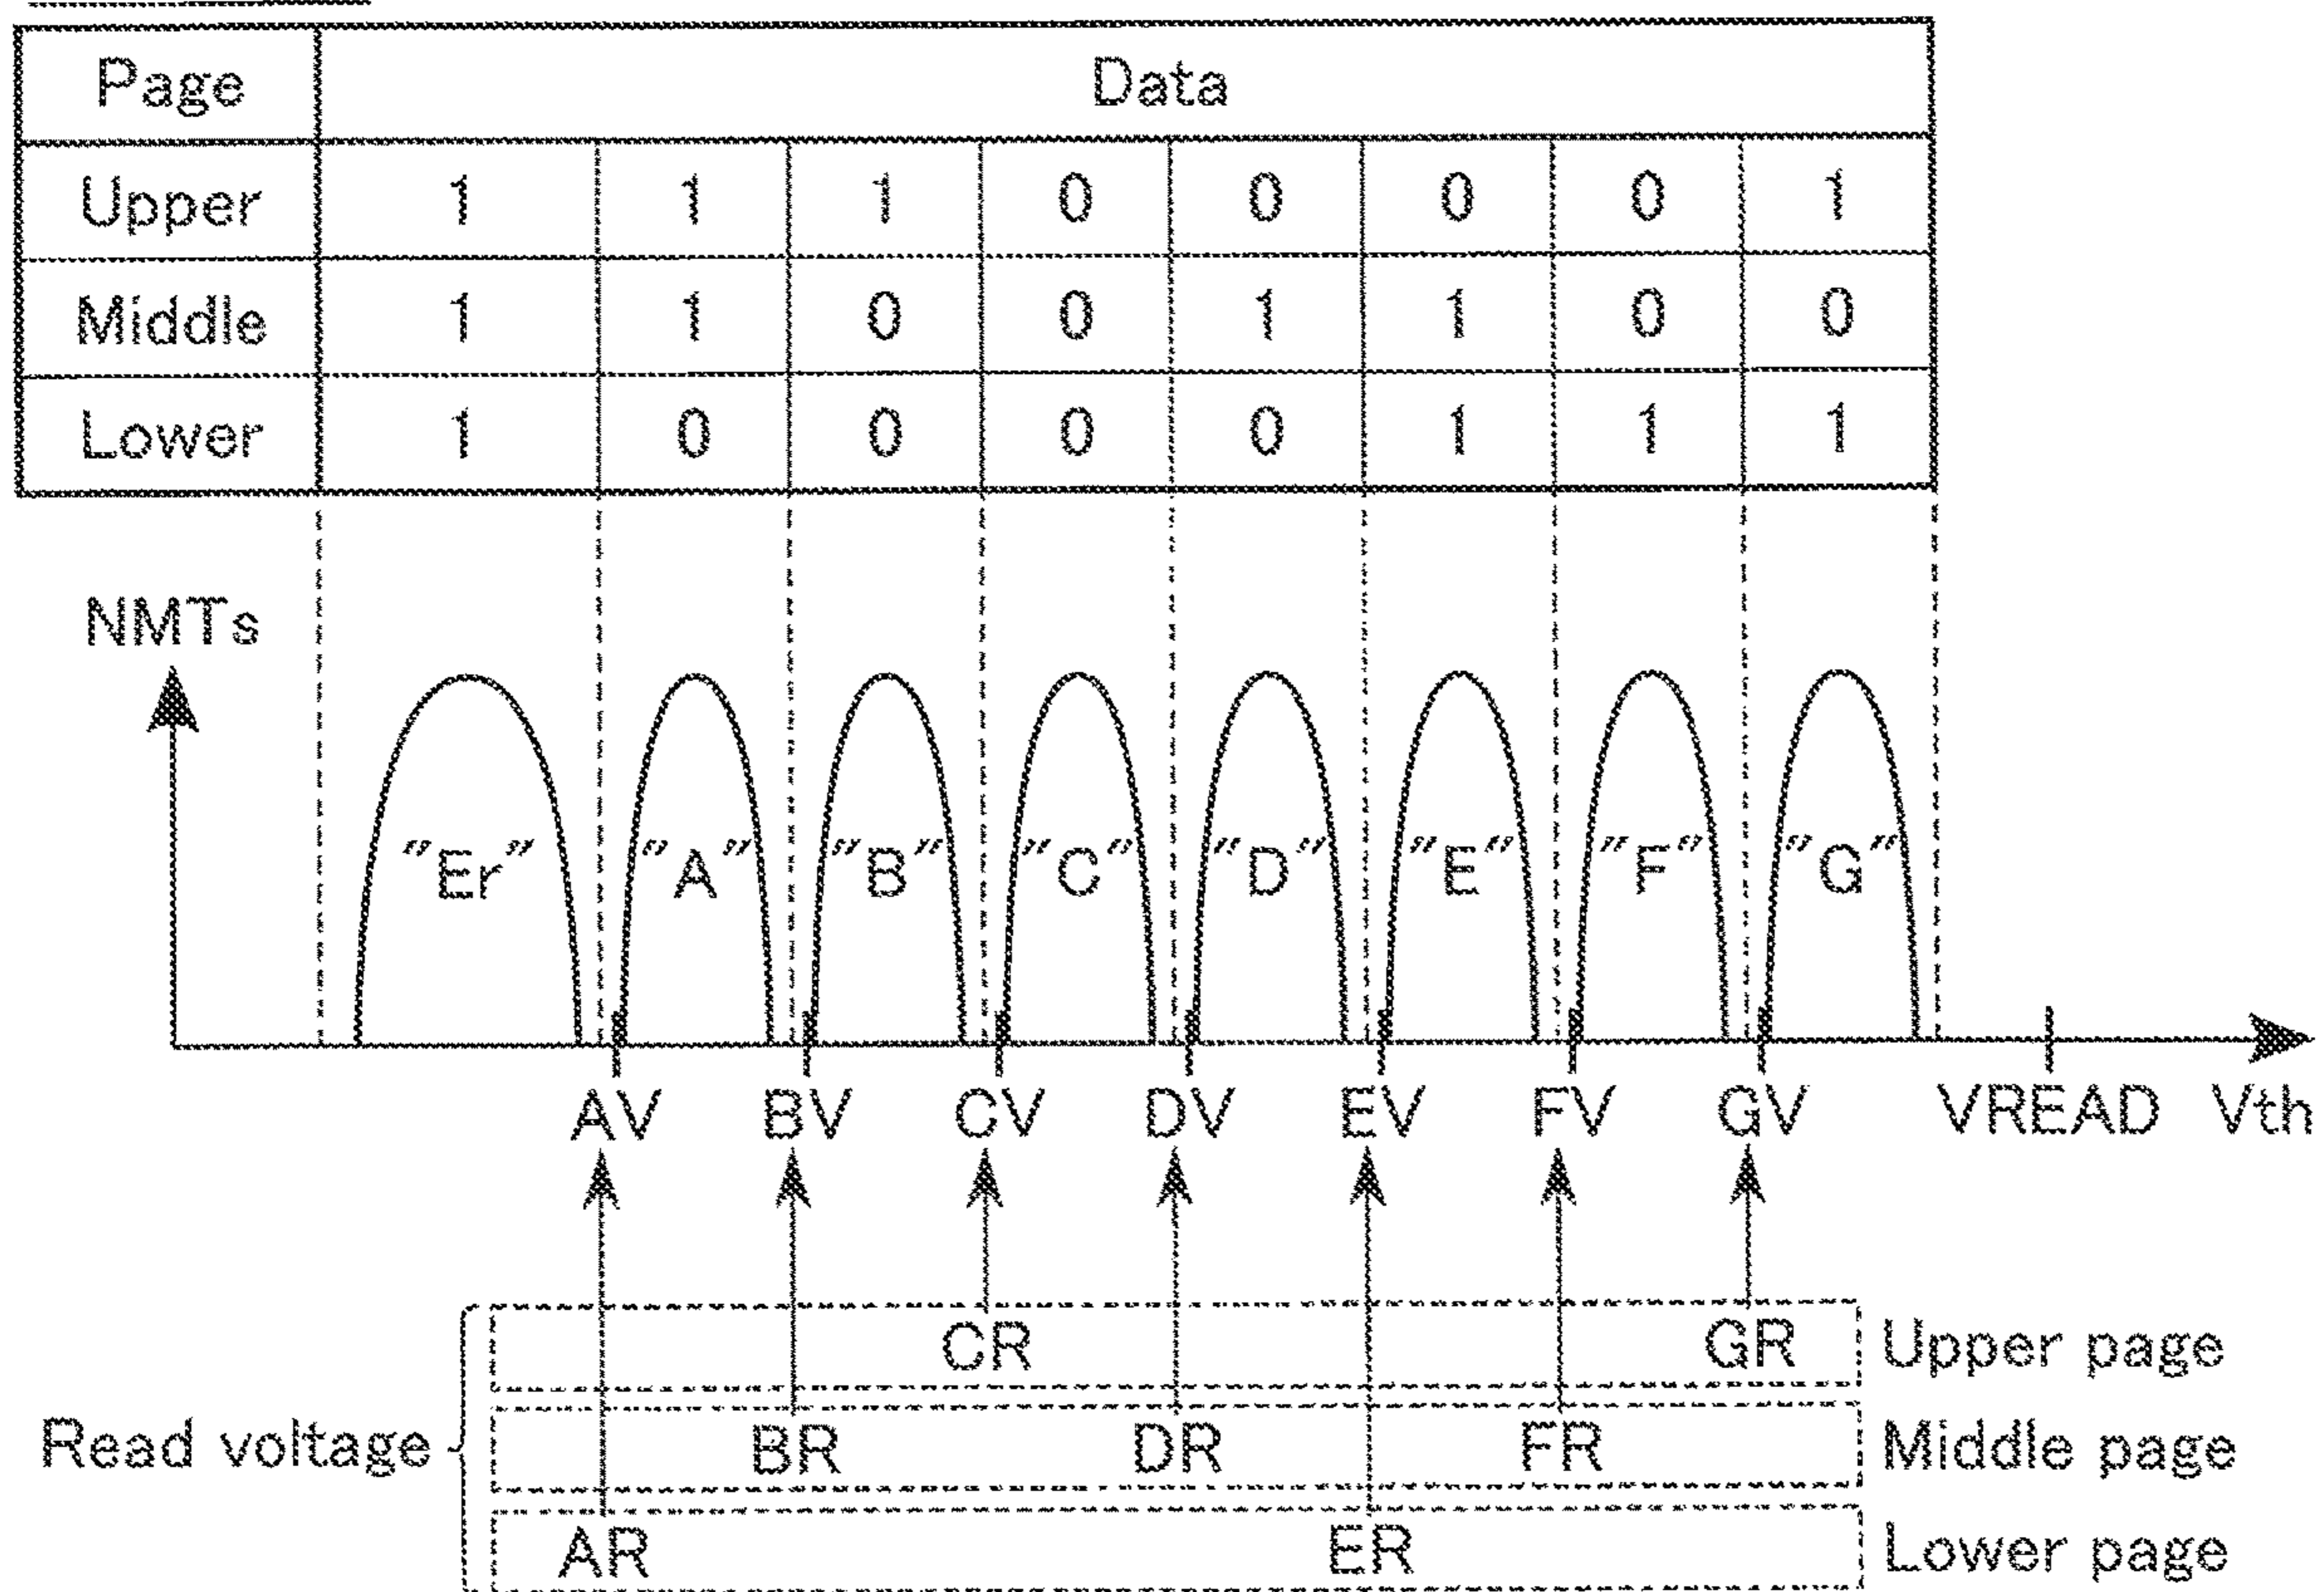 Page Data
Upper 1 1 1 0 0 0 0 1
Middle 1 1 0 0 1 1 0 0
Lower 1 0 0 0 0 1 1 1
NMTs
"Er" "A" "B" "C" "D" "E" "F" "G"
AV BV CV DV EV FV GV VREAD Vth
CR GR Upper page
Read voltage BR DR FR Middle page
AR ER Lower page